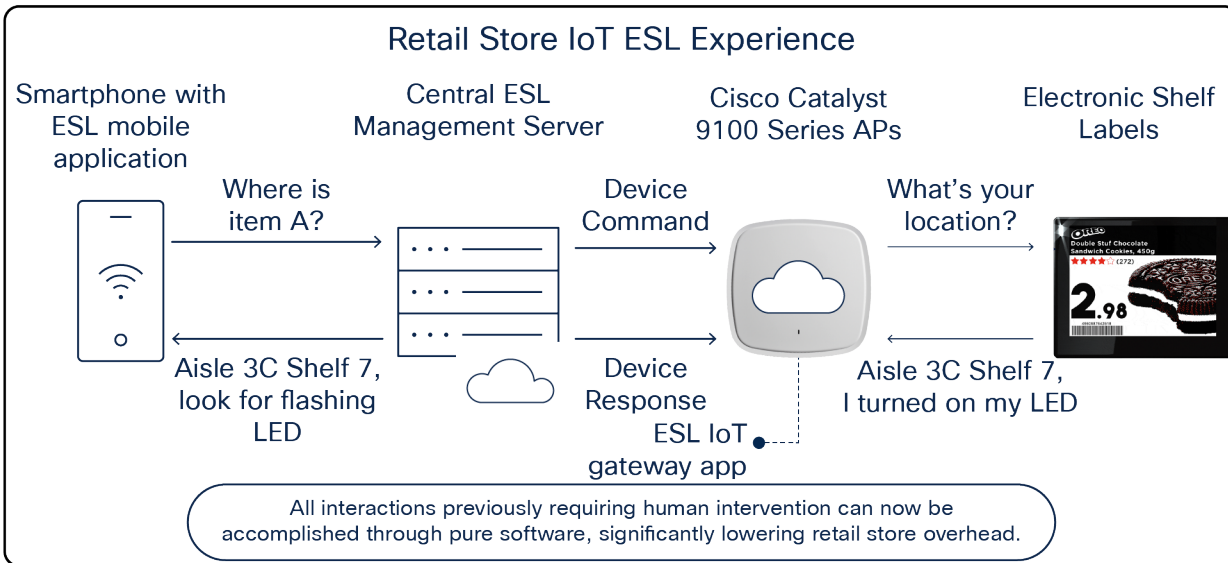 Retail Store IoT ESL Experience
Smartphone with
ESL mobile
application
Central ESL
Management Server
Cisco Catalyst
9100 Series APs
Electronic Shelf
Labels
Where is
item A?
Device
Command
What's your
location?
OREO
Double Stuf Chocolate
Sandwich Cookies, 450g
(272)
2.98
Aisle 3C Shelf 7,
look for flashing
LED
Device
Response
Aisle 3C Shelf 7,
I turned on my LED
ESL IoT
gateway app
All interactions previously requiring human intervention can now be
accomplished through pure software, significantly lowering retail store overhead.